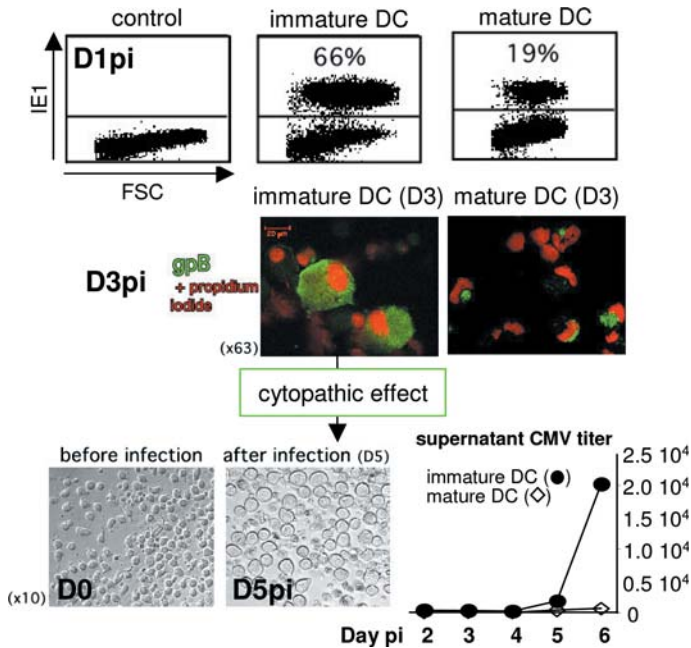 control
immature DC
mature DC
D1pi
66%
19%
IE1
FSC
immature DC (D3)
mature DC (D3)
20 µm
D3pi
gpB
+ propidium
iodide
(x63)
cytopathic effect
before infection
after infection (D5)
(x10)
D0
D5pi
supernatant CMV titer
immature DC (●)
mature DC (◇)
2.5 10⁴
2.0 10⁴
1.5 10⁴
1.0 10⁴
0.5 10⁴
0
Day pi 2 3 4 5 6